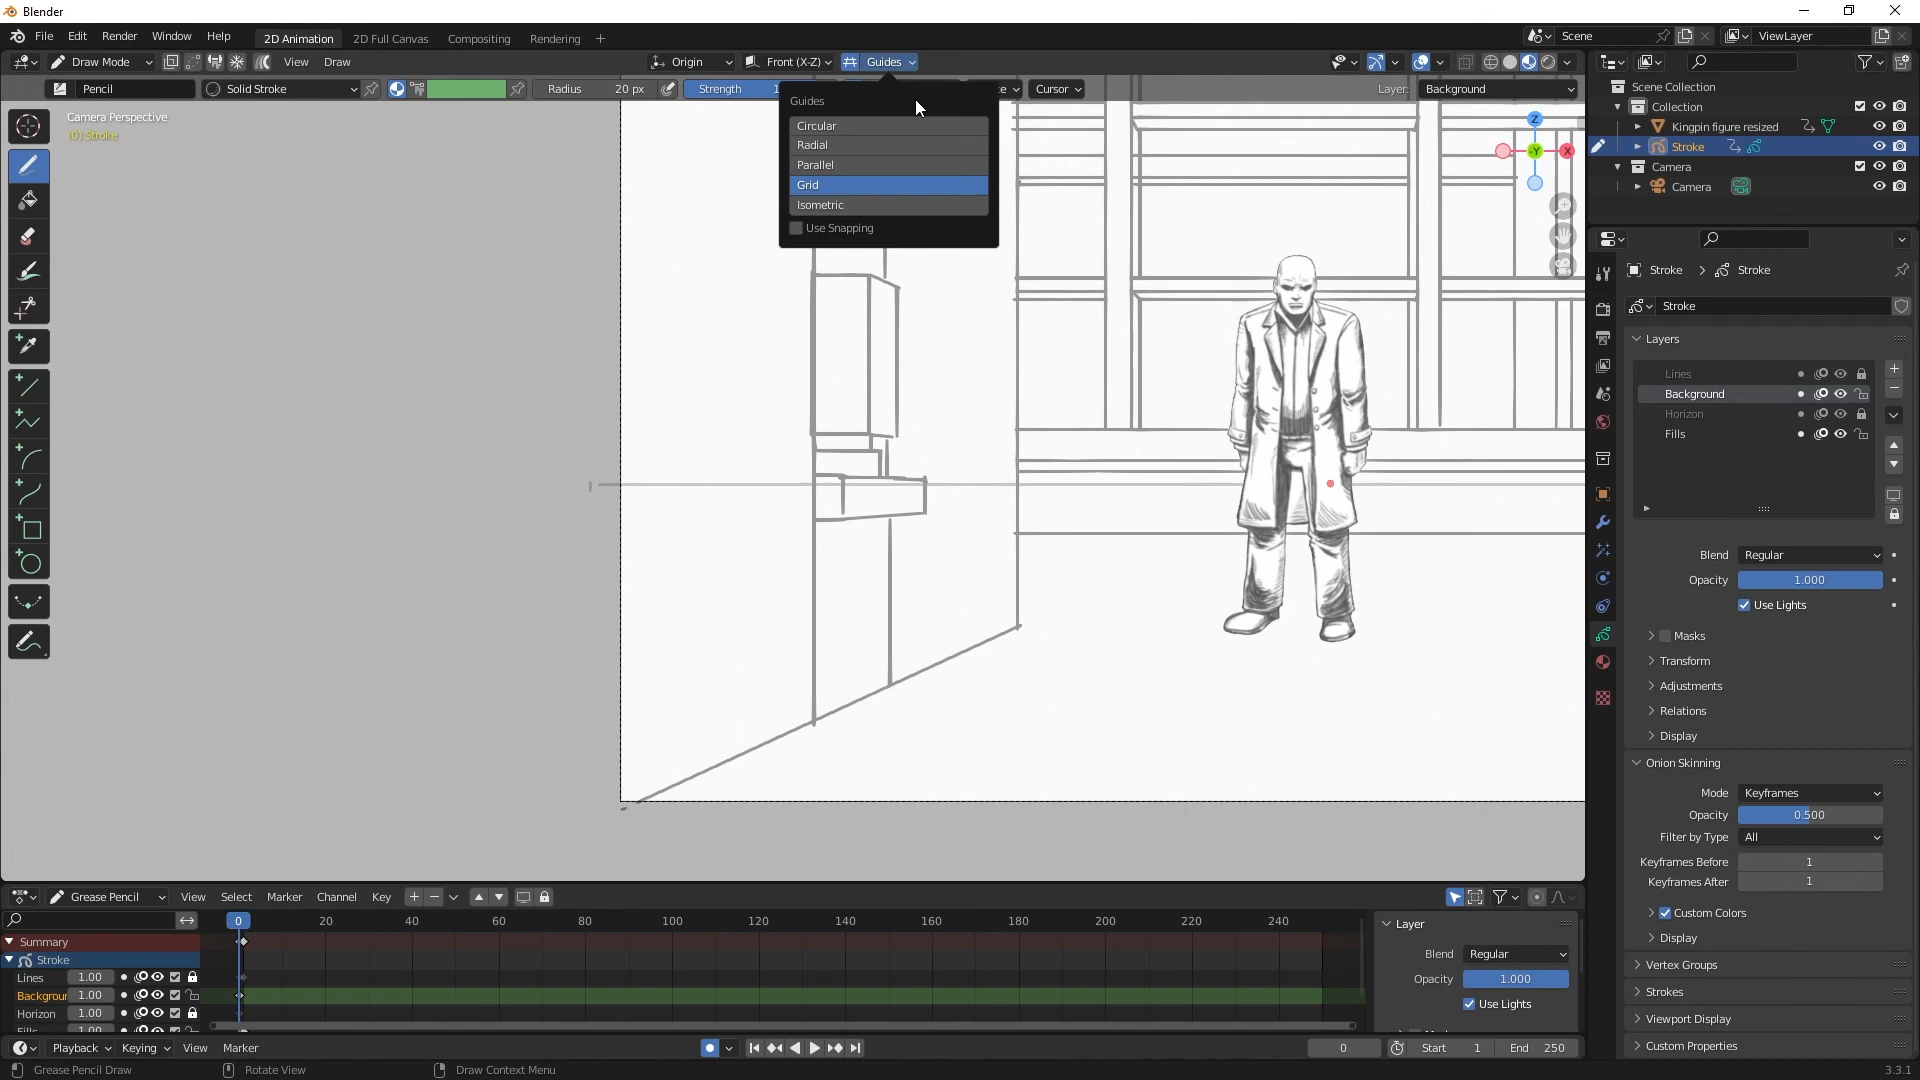 Blender
File Edit Render Window Help 2D Animation 2D Full Canvas Compositing Rendering + Scene ViewLayer
Draw Mode View Draw Origin Front (X-Z) Guides
Pencil Solid Stroke Radius 20 px Strength 1 Cursor Layer: Background
Camera Perspective
(0) Stroke
Guides
Circular
Radial
Parallel
Grid
Isometric
Use Snapping
Z
-Y
X
Scene Collection
Collection
Kingpin figure resized
Stroke
Camera
Camera
Stroke > Stroke
Stroke
Layers
Lines
Background
Horizon
Fills
Blend Regular
Opacity 1.000
Use Lights
Masks
Transform
Adjustments
Relations
Display
Onion Skinning
Mode Keyframes
Opacity 0.500
Filter by Type All
Keyframes Before 1
Keyframes After 1
Custom Colors
Display
Vertex Groups
Strokes
Viewport Display
Custom Properties
Grease Pencil View Select Marker Channel Key
0 20 40 60 80 100 120 140 160 180 200 220 240
Summary
Stroke
Lines 1.00
Backgrour 1.00
Horizon 1.00
Fills 1.00
Layer
Blend Regular
Opacity 1.000
Use Lights
Playback Keying View Marker 0 Start 1 End 250
Grease Pencil Draw Rotate View Draw Context Menu 3.3.1